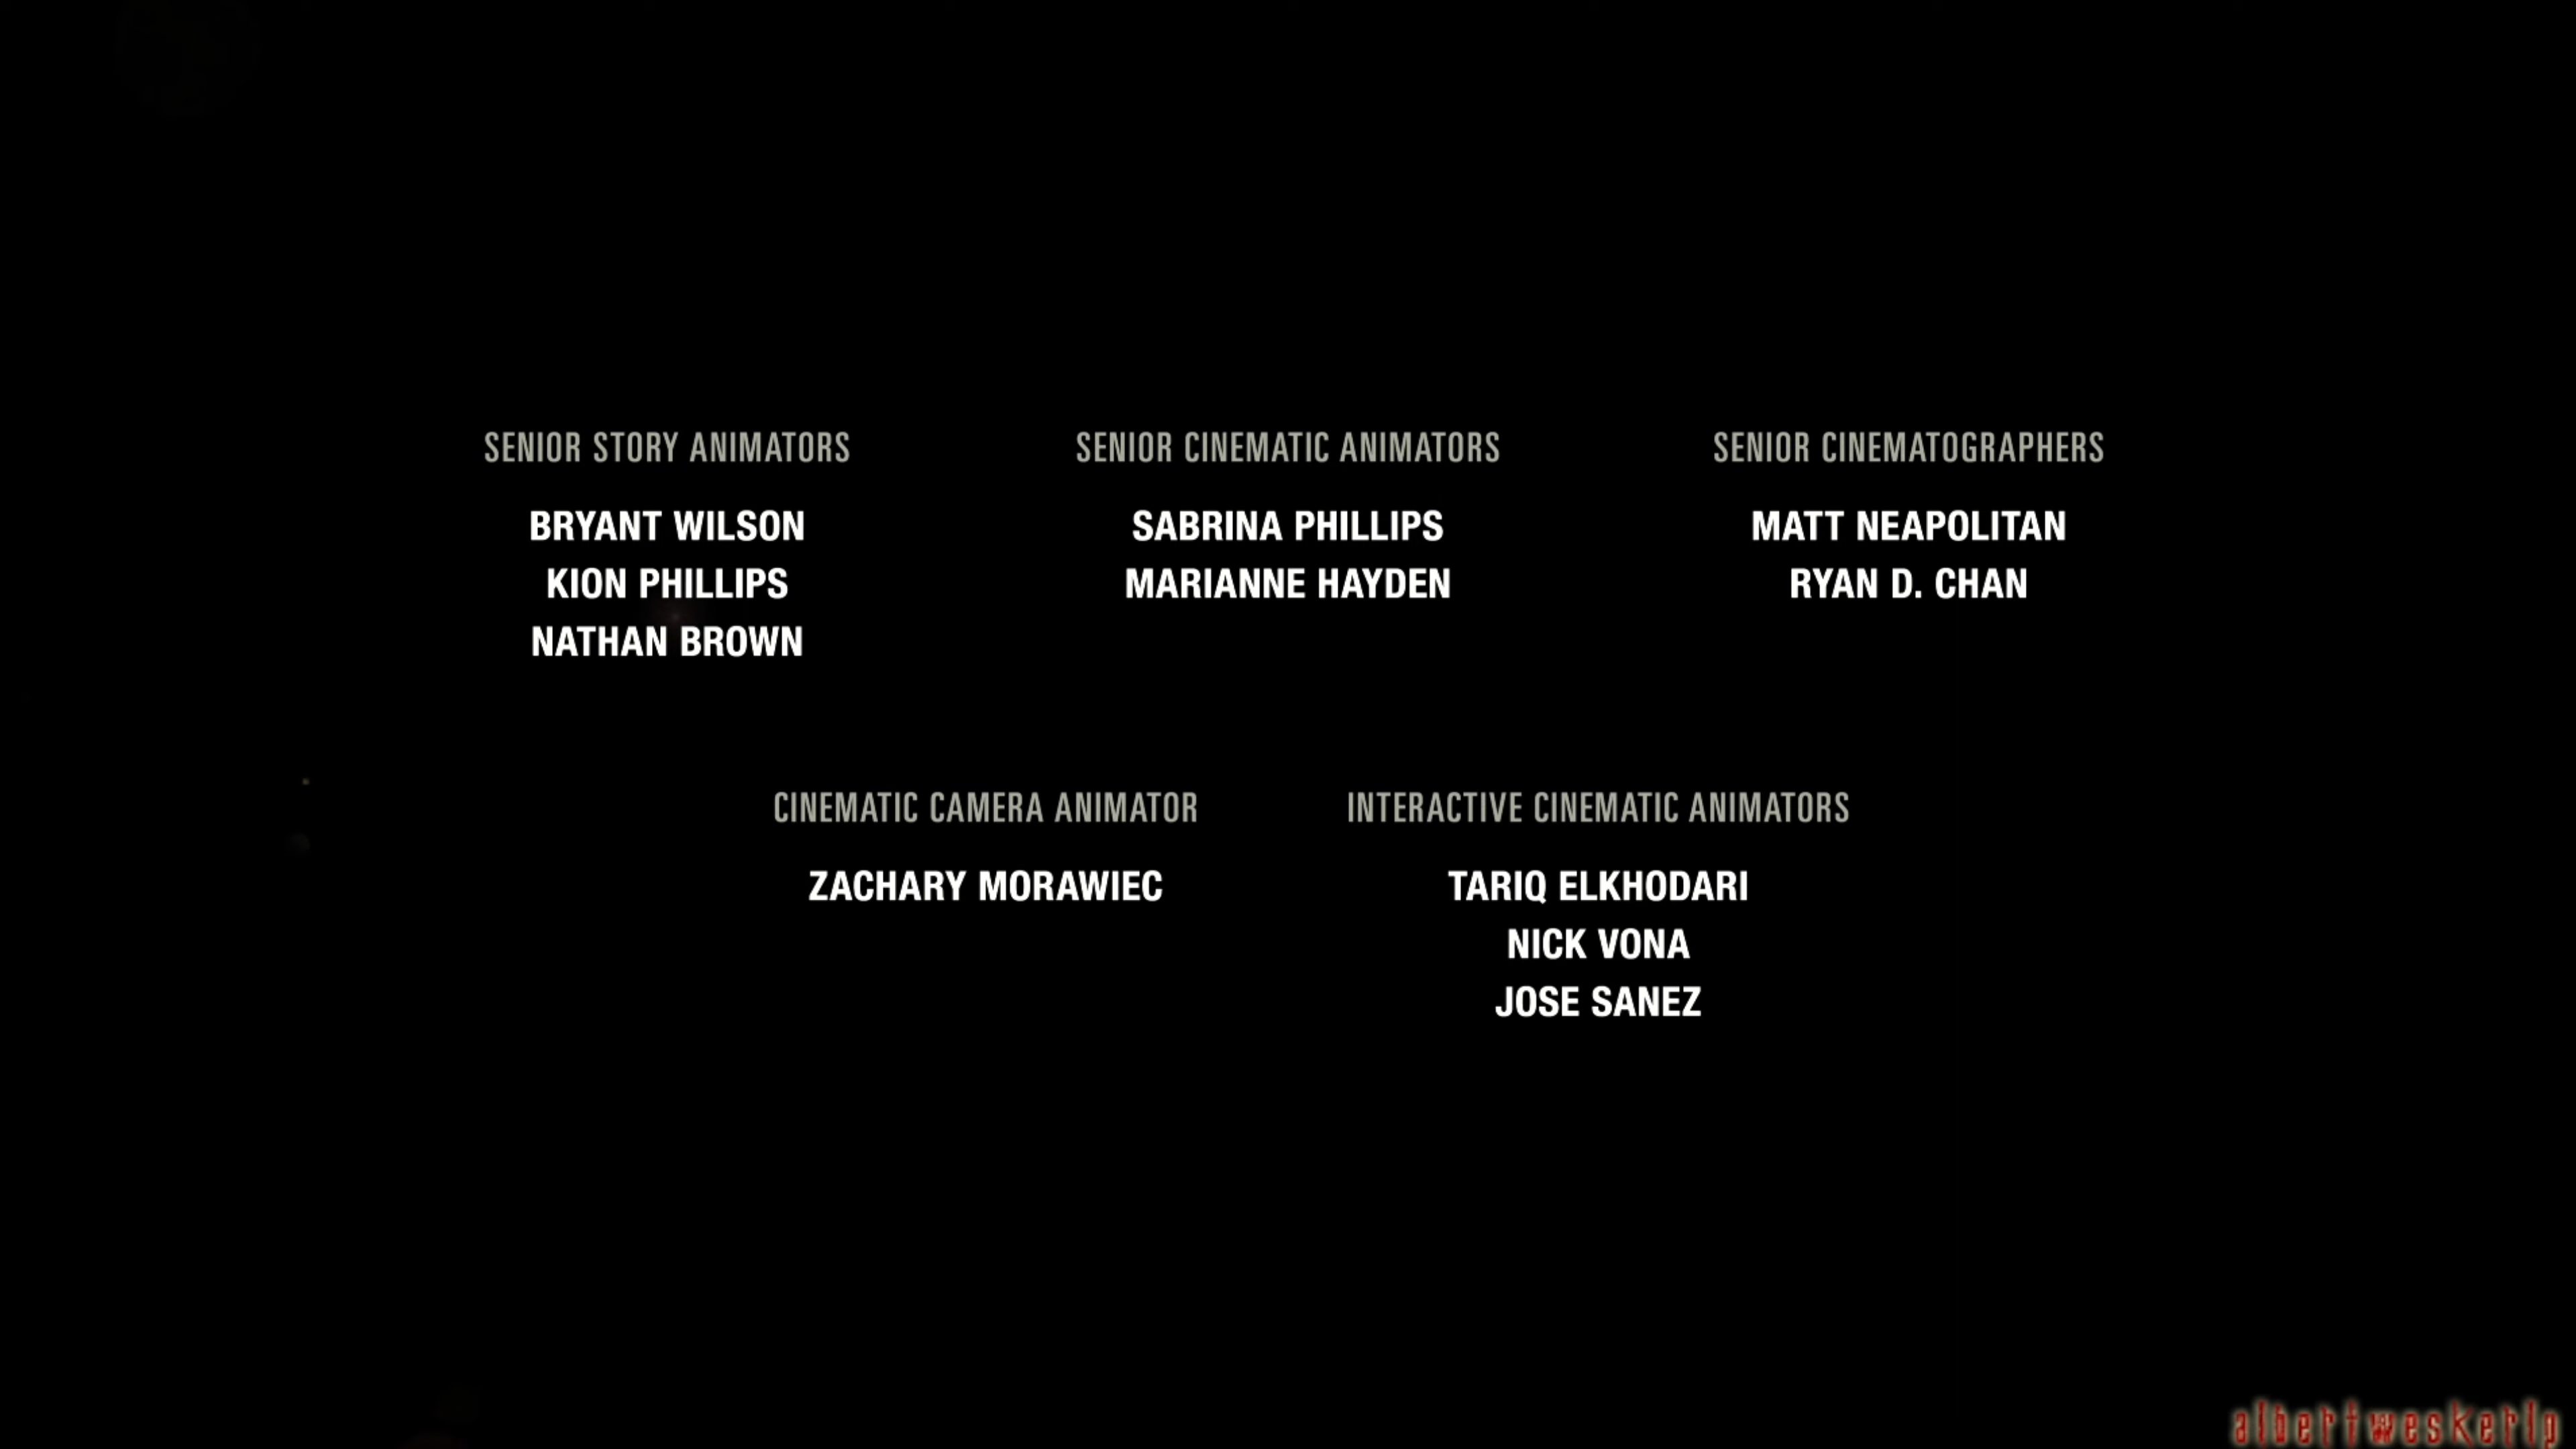 SENIOR STORY ANIMATORS
BRYANT WILSON
KION PHILLIPS
NATHAN BROWN
SENIOR CINEMATIC ANIMATORS
SABRINA PHILLIPS
MARIANNE HAYDEN
SENIOR CINEMATOGRAPHERS
MATT NEAPOLITAN
RYAN D. CHAN
CINEMATIC CAMERA ANIMATOR
ZACHARY MORAWIEC
INTERACTIVE CINEMATIC ANIMATORS
TARIQ ELKHODARI
NICK VONA
JOSE SANEZ
albertweskerlp